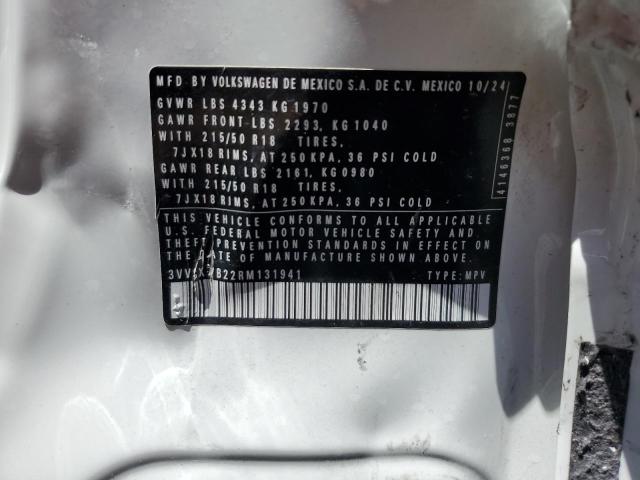 MFD BY VOLKSWAGEN DE MEXICO S.A. DE C.V. MEXICO 10/24
GVWR LBS 4343 KG 1970
GAWR FRONT LBS 2293, KG 1040
WITH 215/50 R18 TIRES,
7JX18 RIMS, AT 250 KPA, 36 PSI COLD
GAWR REAR LBS 2161, KG 0980
WITH 215/50 R18 TIRES,
7JX18 RIMS, AT 250 KPA, 36 PSI COLD
THIS VEHICLE CONFORMS TO ALL APPLICABLE
U.S. FEDERAL MOTOR VEHICLE SAFETY AND
THEFT PREVENTION STANDARDS IN EFFECT
ON THE DATE OF MANUFACTURE SHOWN ABOVE.
TYPE: MPV
4146368 3877